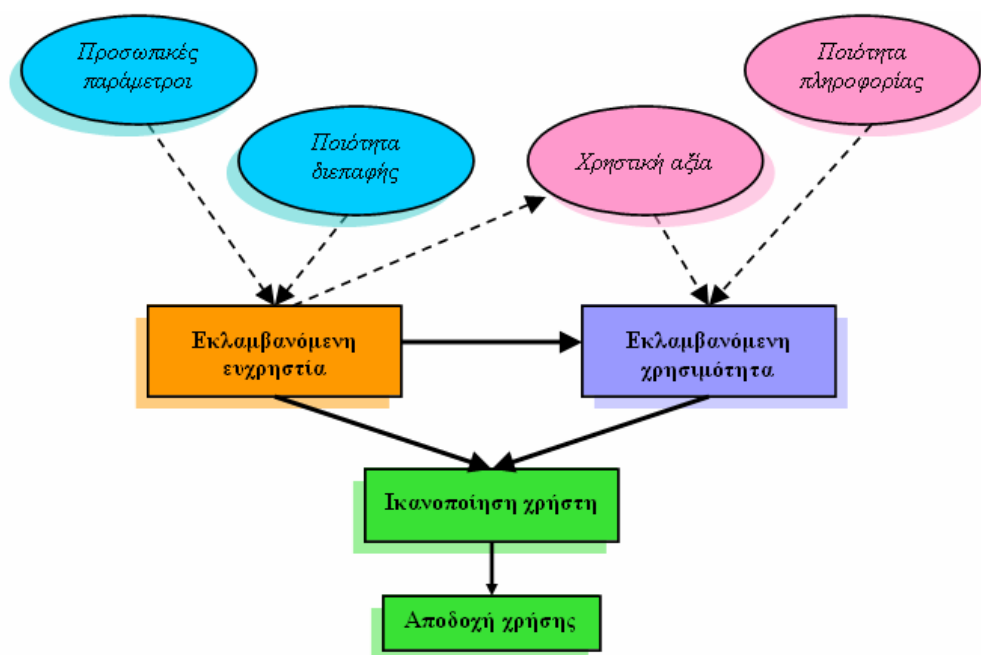 Προσωπικές
παράμετροι
Ποιότητα
πληροφορίας
Ποιότητα
διεπαφής
Χρηστική αξία
Εκλαμβανόμενη
ευχρηστία
Εκλαμβανόμενη
χρησιμότητα
Ικανοποίηση χρήστη
Αποδοχή χρήσης